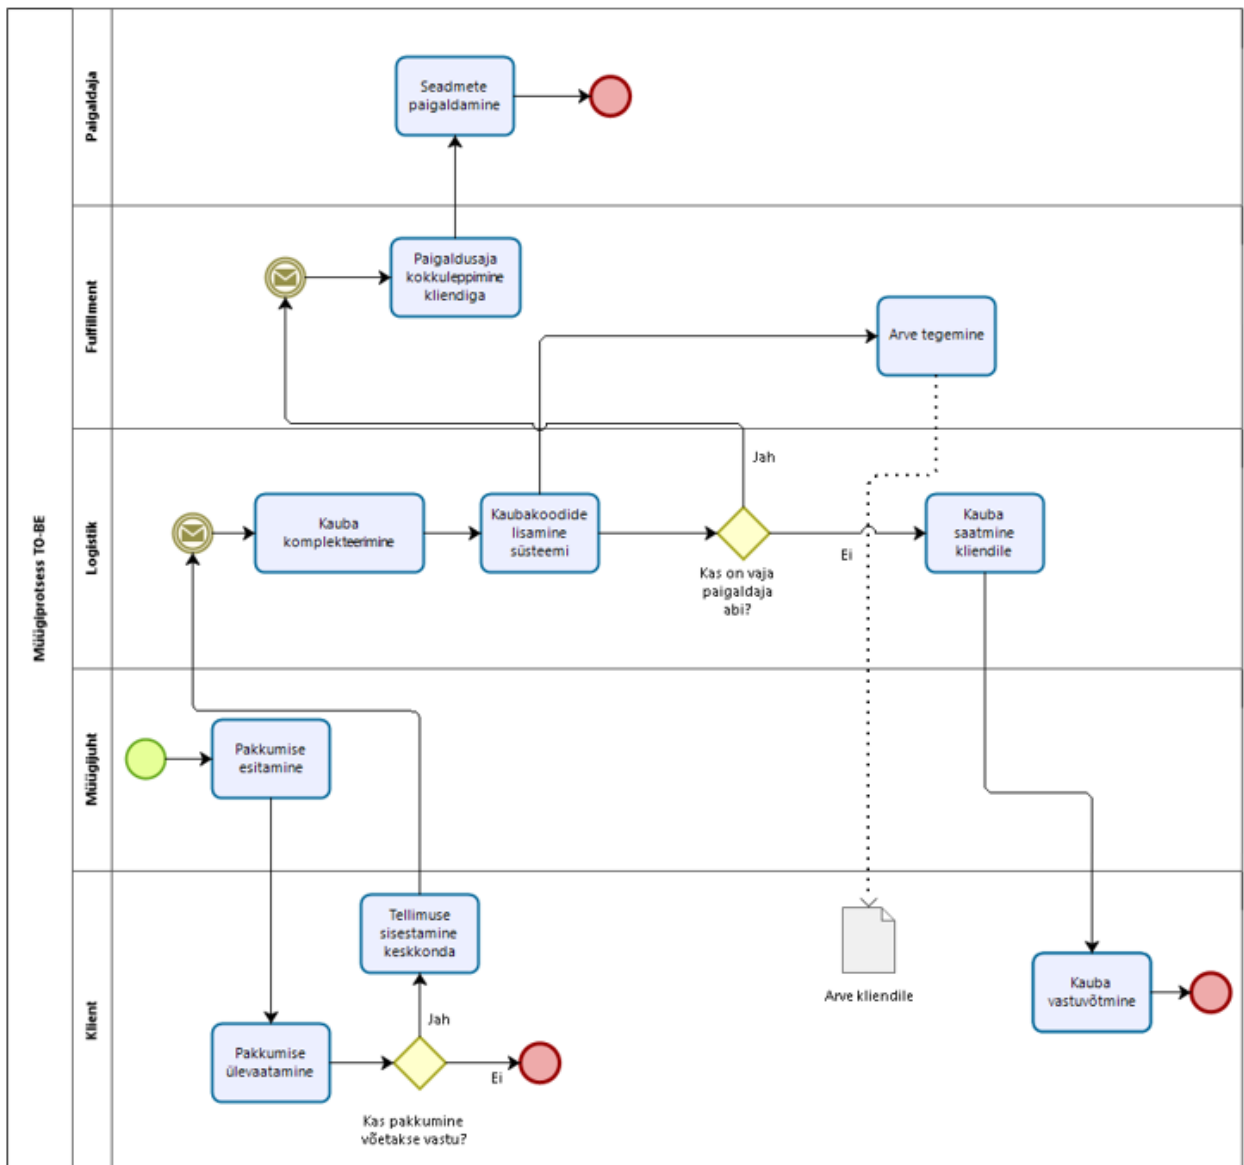 Müügiprotsess TO-BE
Paigaldaja
Seadmete
paigaldamine
Fulfillment
Paigaldusaja
kokkuleppimine
kliendiga
Arve tegemine
Logistik
Jah
Kauba
komplekteerimine
Kaubakoodide
lisamine
süsteemi
Kas on vaja
paigaldaja
abi?
Ei
Kauba
saatmine
kliendile
Müügijuht
Pakkumise
esitamine
Klient
Tellimuse
sisestamine
keskkonda
Arve kliendile
Kauba
vastuvõtmine
Jah
Pakkumise
ülevaatamine
Ei
Kas pakkumine
võetakse vastu?